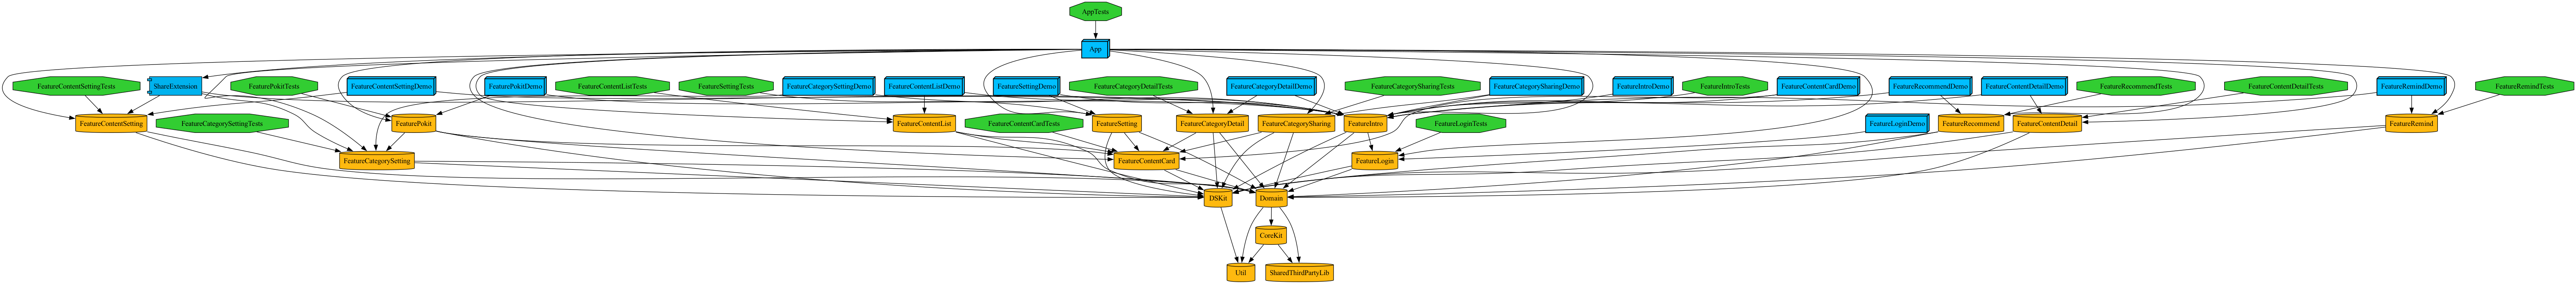 AppTests
App
FeatureContentSettingTests
ShareExtension
FeaturePokitTests
FeatureContentSettingDemo
FeaturePokitDemo
FeatureContentListTests
FeatureSettingTests
FeatureCategorySettingDemo
FeatureContentListDemo
FeatureSettingDemo
FeatureCategoryDetailTests
FeatureCategoryDetailDemo
FeatureCategorySharingTests
FeatureCategorySharingDemo
FeatureIntroDemo
FeatureIntroTests
FeatureContentCardDemo
FeatureRecommendDemo
FeatureContentDetailDemo
FeatureRecommendTests
FeatureContentDetailTests
FeatureRemindDemo
FeatureRemindTests
FeatureContentSetting
FeatureCategorySettingTests
FeaturePokit
FeatureContentList
FeatureContentCardTests
FeatureSetting
FeatureCategoryDetail
FeatureCategorySharing
FeatureIntro
FeatureLoginTests
FeatureLoginDemo
FeatureRecommend
FeatureContentDetail
FeatureRemind
FeatureCategorySetting
FeatureContentCard
FeatureLogin
DSKit
Domain
CoreKit
Util
SharedThirdPartyLib